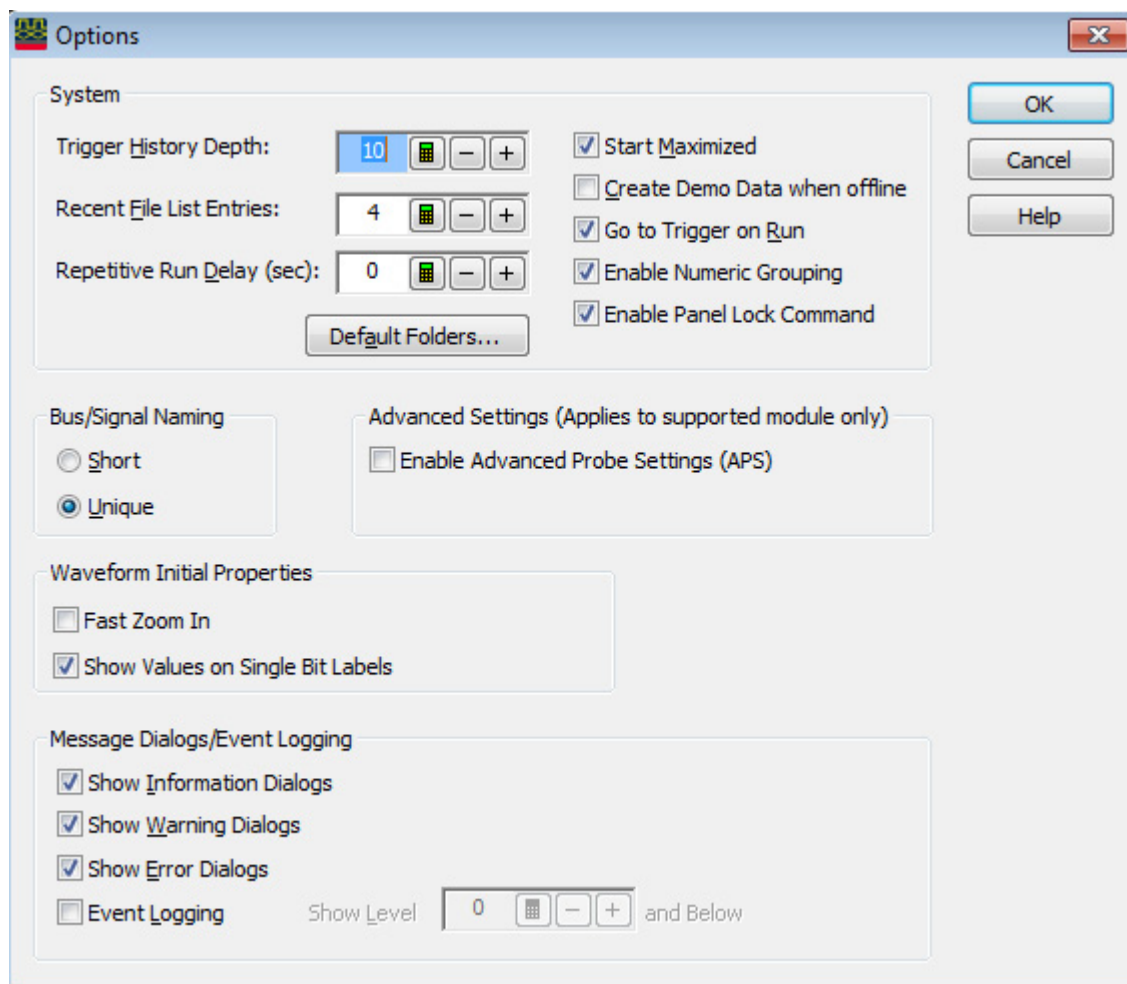 Options
System
Trigger History Depth: 10 - +
Recent File List Entries: 4 - +
Repetitive Run Delay (sec): 0 - +
Default Folders...
Start Maximized
Create Demo Data when offline
Go to Trigger on Run
Enable Numeric Grouping
Enable Panel Lock Command
OK
Cancel
Help
Bus/Signal Naming
Short
Unique
Advanced Settings (Applies to supported module only)
Enable Advanced Probe Settings (APS)
Waveform Initial Properties
Fast Zoom In
Show Values on Single Bit Labels
Message Dialogs/Event Logging
Show Information Dialogs
Show Warning Dialogs
Show Error Dialogs
Event Logging Show Level 0 - + and Below